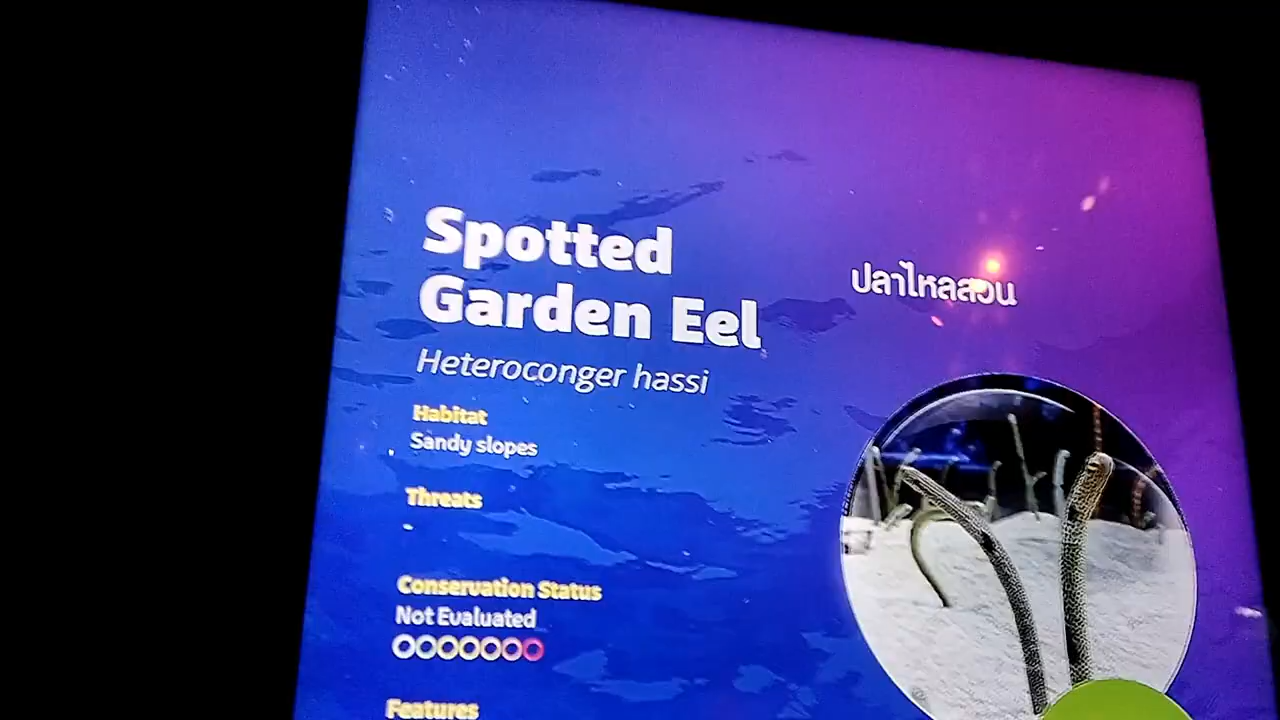 Spotted
Garden Eel
ปลาไหลสวน
Heteroconger hassi
Habitat
Sandy slopes
Threats
-
Conservation Status
Not Evaluated
Features